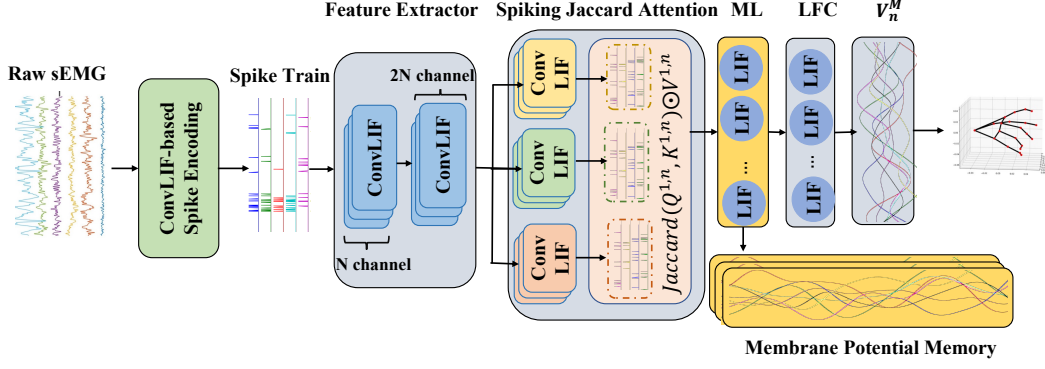 Feature Extractor
Spiking Jaccard Attention
ML
LFC
V_n^M
Raw sEMG
ConvLIF-based
Spike Encoding
Spike Train
2N channel
ConvLIF
ConvLIF
N channel
Conv
LIF
Conv
LIF
Conv
LIF
Jaccard(Q^{1,n}, K^{1,n})⊙V^{1,n}
LIF
LIF
...
LIF
LIF
LIF
...
LIF
Membrane Potential Memory